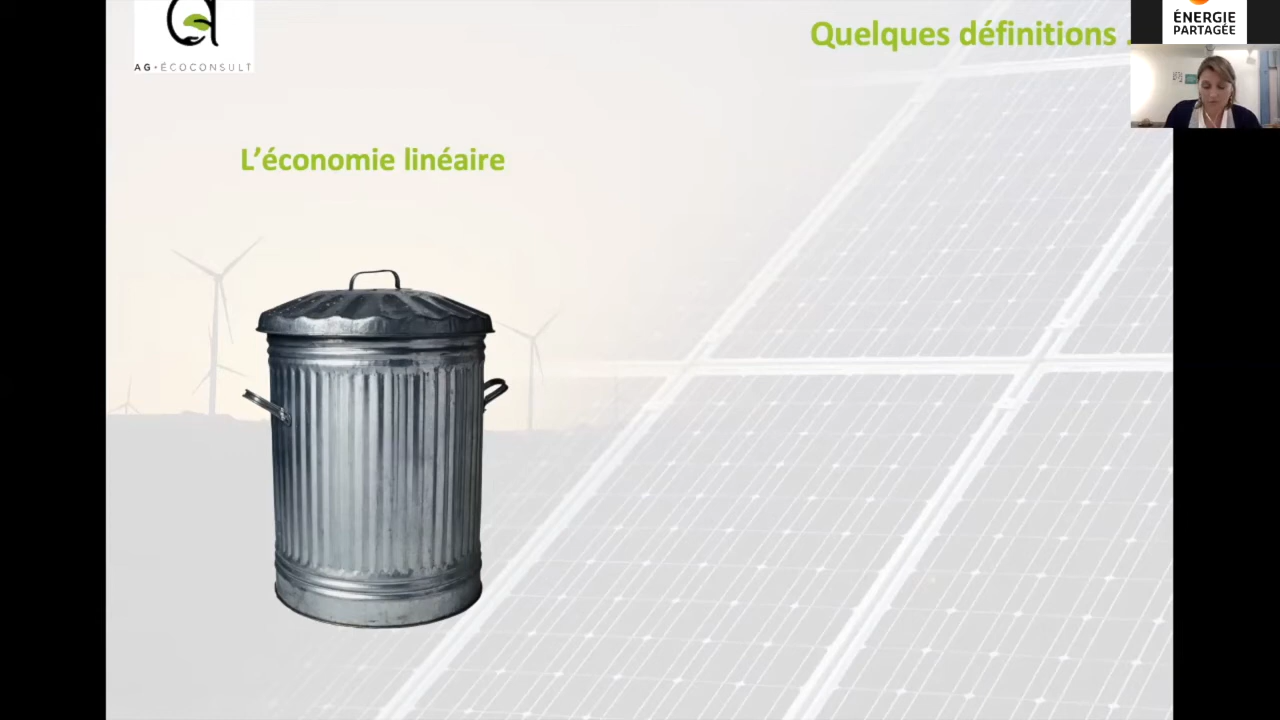 AG•ÉCOCONSULT
Quelques définitions
ÉNERGIE
PARTAGÉE
L'économie linéaire